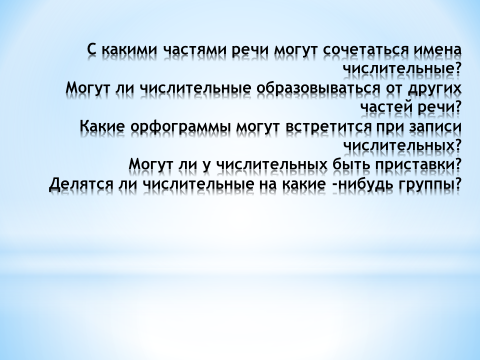 С какими частями речи могут сочетаться имена
числительные?
Могут ли числительные образовываться от других
частей речи?
Какие орфограммы могут встретится при записи
числительных?
Могут ли у числительных быть приставки?
Делятся ли числительные на какие -нибудь группы?